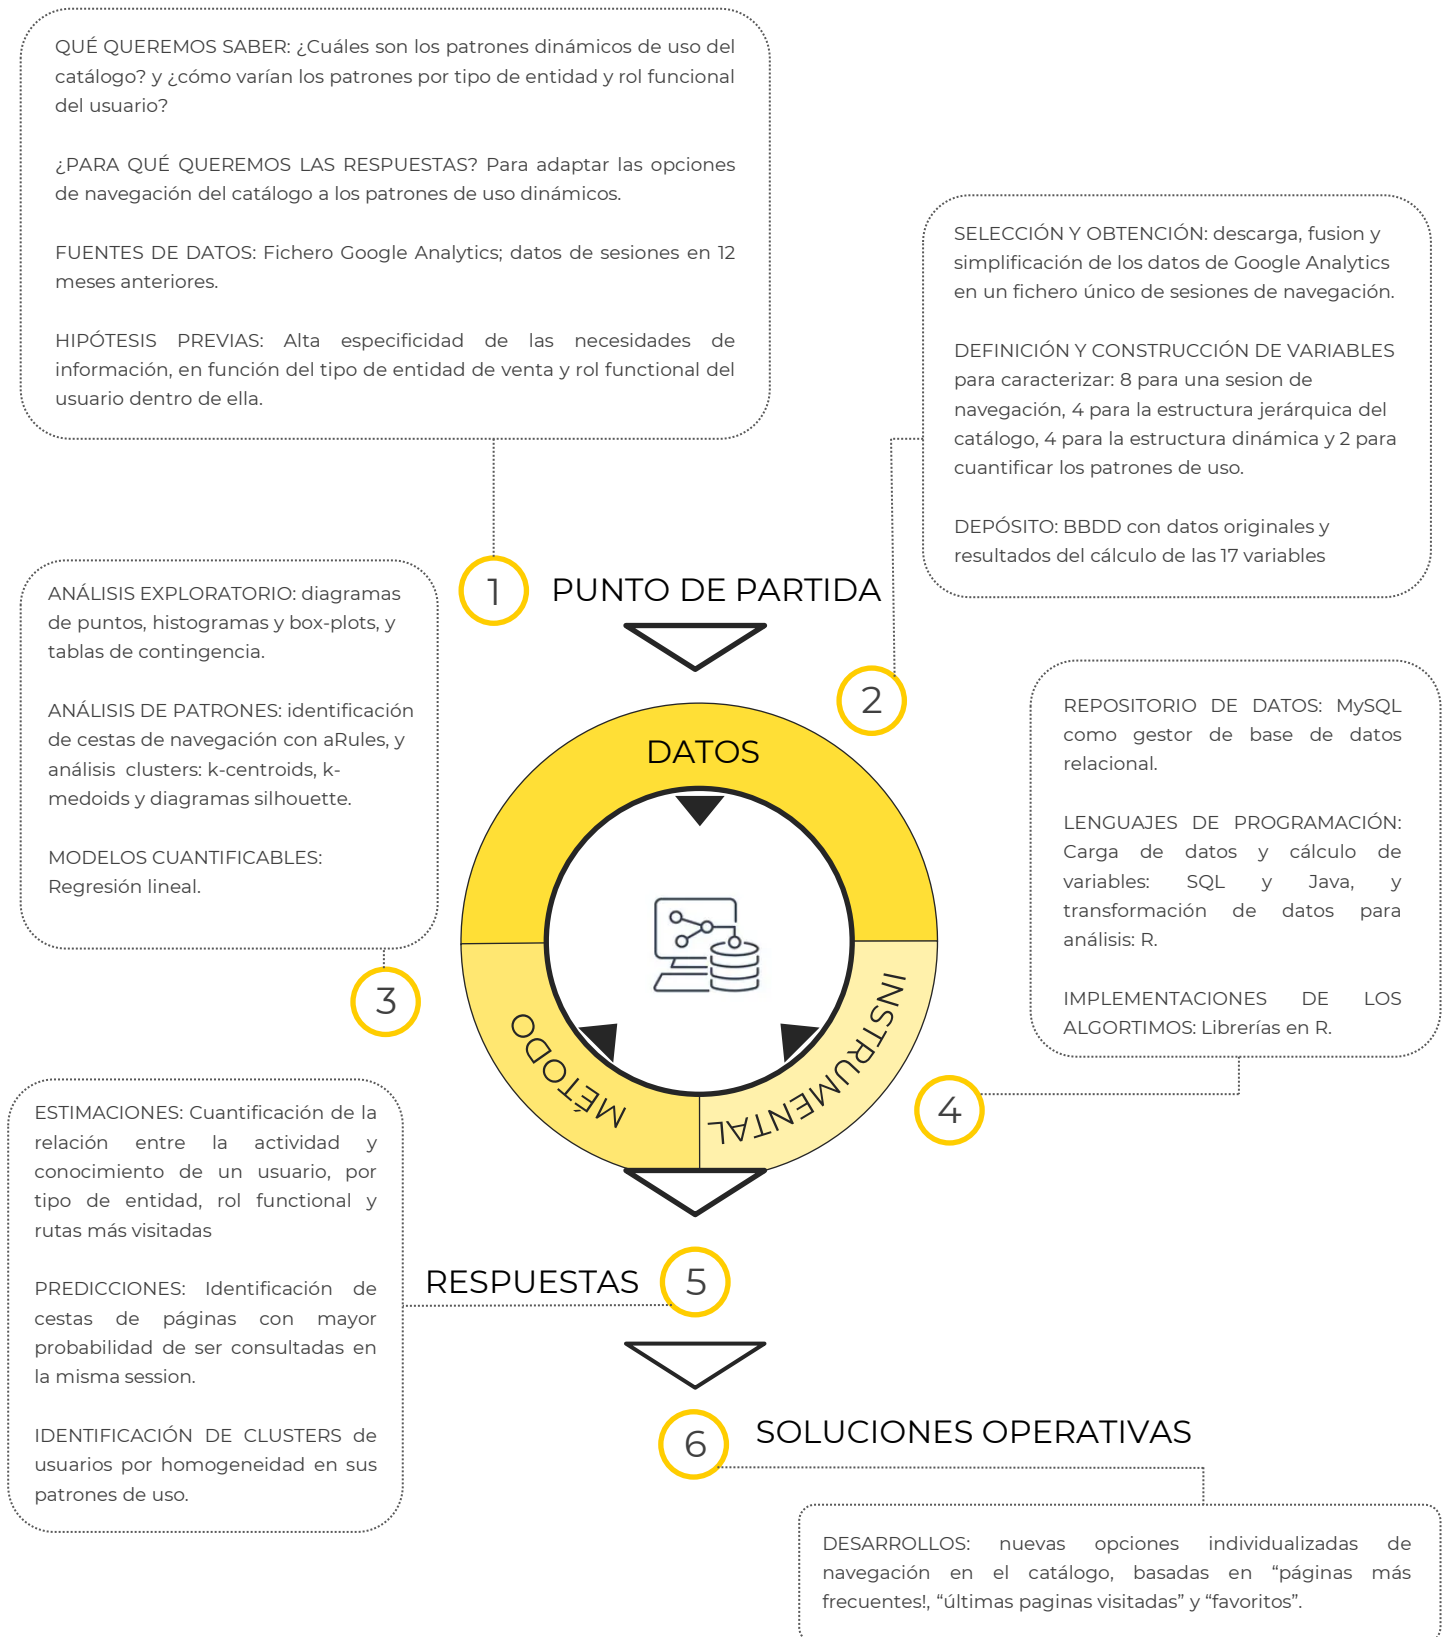 QUÉ QUEREMOS SABER: ¿Cuáles son los patrones dinámicos de uso del
catálogo? y ¿cómo varían los patrones por tipo de entidad y rol funcional
del usuario?
¿PARA QUÉ QUEREMOS LAS RESPUESTAS? Para adaptar las opciones
de navegación del catálogo a los patrones de uso dinámicos.
FUENTES DE DATOS: Fichero Google Analytics; datos de sesiones en 12
meses anteriores.
HIPÓTESIS PREVIAS: Alta especificidad de las necesidades de
información, en función del tipo de entidad de venta y rol functional del
usuario dentro de ella.
1
PUNTO DE PARTIDA
SELECCIÓN Y OBTENCIÓN: descarga, fusion y
simplificación de los datos de Google Analytics
en un fichero único de sesiones de navegación.
DEFINICIÓN Y CONSTRUCCIÓN DE VARIABLES
para caracterizar: 8 para una sesion de
navegación, 4 para la estructura jerárquica del
catálogo, 4 para la estructura dinámica y 2 para
cuantificar los patrones de uso.
DEPÓSITO: BBDD con datos originales y
resultados del cálculo de las 17 variables
2
DATOS
ANÁLISIS EXPLORATORIO: diagramas
de puntos, histogramas y box-plots, y
tablas de contingencia.
ANÁLISIS DE PATRONES: identificación
de cestas de navegación con aRules, y
análisis clusters: k-centroids, k-
medoids y diagramas silhouette.
MODELOS CUANTIFICABLES:
Regresión lineal.
3
MÉTODO
REPOSITORIO DE DATOS: MySQL
como gestor de base de datos
relacional.
LENGUAJES DE PROGRAMACIÓN:
Carga de datos y cálculo de
variables: SQL y Java, y
transformación de datos para
análisis: R.
IMPLEMENTACIONES DE LOS
ALGORTIMOS: Librerías en R.
4
INSTRUMENTAL
ESTIMACIONES: Cuantificación de la
relación entre la actividad y
conocimiento de un usuario, por
tipo de entidad, rol functional y
rutas más visitadas
PREDICCIONES: Identificación de
cestas de páginas con mayor
probabilidad de ser consultadas en
la misma session.
IDENTIFICACIÓN DE CLUSTERS de
usuarios por homogeneidad en sus
patrones de uso.
RESPUESTAS
5
6
SOLUCIONES OPERATIVAS
DESARROLLOS: nuevas opciones individualizadas de
navegación en el catálogo, basadas en “páginas más
frecuentes!, “últimas paginas visitadas” y “favoritos”.